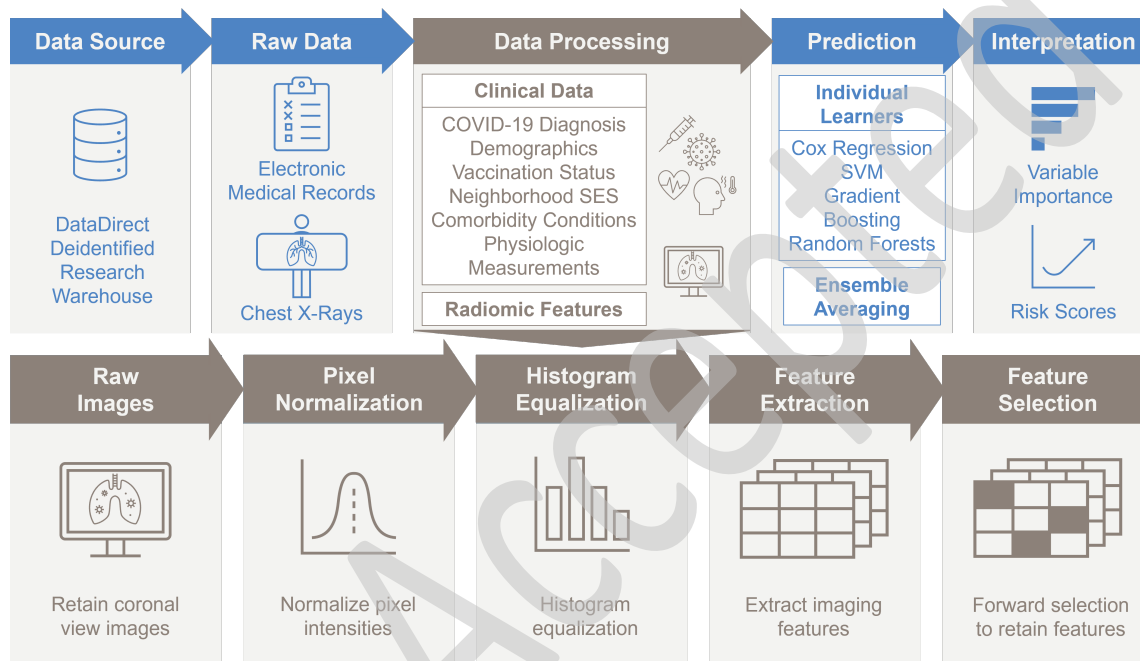 Data Source
Raw Data
Data Processing
Prediction
Interpretation
DataDirect
Deidentified
Research
Warehouse
Electronic
Medical Records
Chest X-Rays
Clinical Data
COVID-19 Diagnosis
Demographics
Vaccination Status
Neighborhood SES
Comorbidity Conditions
Physiologic
Measurements
Radiomic Features
Individual
Learners
Cox Regression
SVM
Gradient
Boosting
Random Forests
Ensemble
Averaging
Variable
Importance
Risk Scores
Raw
Images
Pixel
Normalization
Histogram
Equalization
Feature
Extraction
Feature
Selection
Retain coronal
view images
Normalize pixel
intensities
Histogram
equalization
Extract imaging
features
Forward selection
to retain features
Accepted